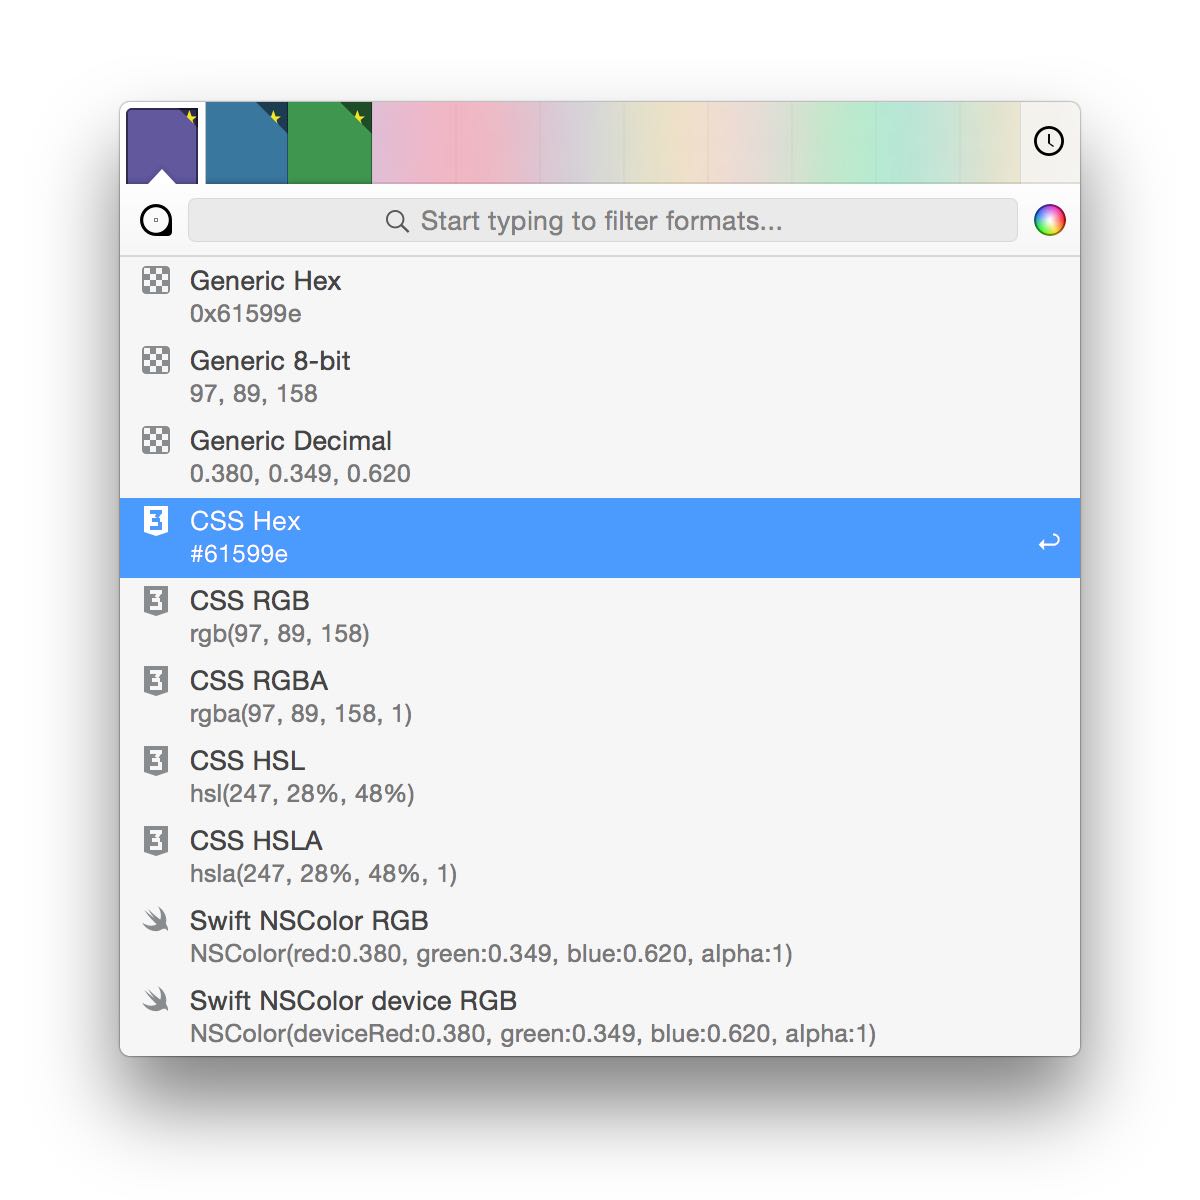 Start typing to filter formats...
Generic Hex
0x61599e
Generic 8-bit
97, 89, 158
Generic Decimal
0.380, 0.349, 0.620
CSS Hex
#61599e
CSS RGB
rgb(97, 89, 158)
CSS RGBA
rgba(97, 89, 158, 1)
CSS HSL
hsl(247, 28%, 48%)
CSS HSLA
hsla(247, 28%, 48%, 1)
Swift NSColor RGB
NSColor(red:0.380, green:0.349, blue:0.620, alpha:1)
Swift NSColor device RGB
NSColor(deviceRed:0.380, green:0.349, blue:0.620, alpha:1)